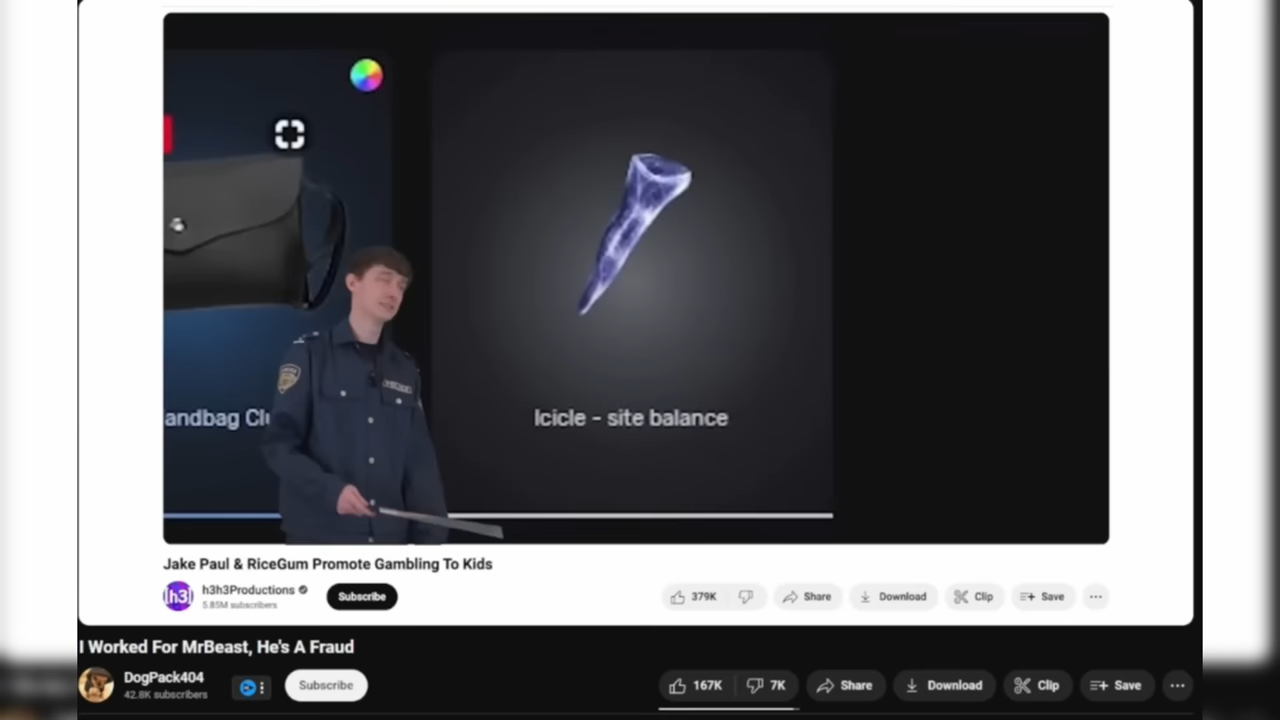 andbag Cl
Icicle - site balance
Jake Paul & RiceGum Promote Gambling To Kids
h3h3Productions
5.85M subscribers
Subscribe
379K
Share
Download
Clip
Save
h3
I Worked For MrBeast, He's A Fraud
DogPack404
42.8K subscribers
Subscribe
167K
7K
Share
Download
Clip
Save